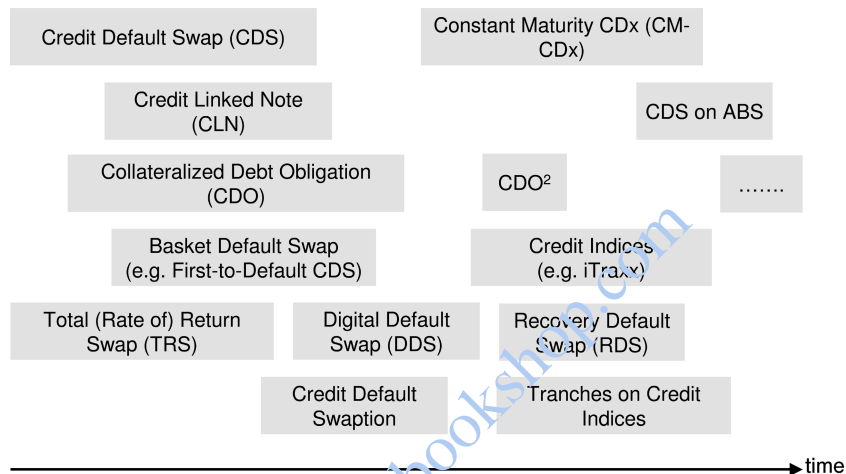 Credit Default Swap (CDS)
Constant Maturity CDx (CM-
CDx)
Credit Linked Note
(CLN)
CDS on ABS
Collateralized Debt Obligation
(CDO)
CDO²
.......
Basket Default Swap
(e.g. First-to-Default CDS)
Credit Indices
(e.g. iTraxx)
Total (Rate of) Return
Swap (TRS)
Digital Default
Swap (DDS)
Recovery Default
Swap (RDS)
Credit Default
Swaption
Tranches on Credit
Indices
time
bookshop.com